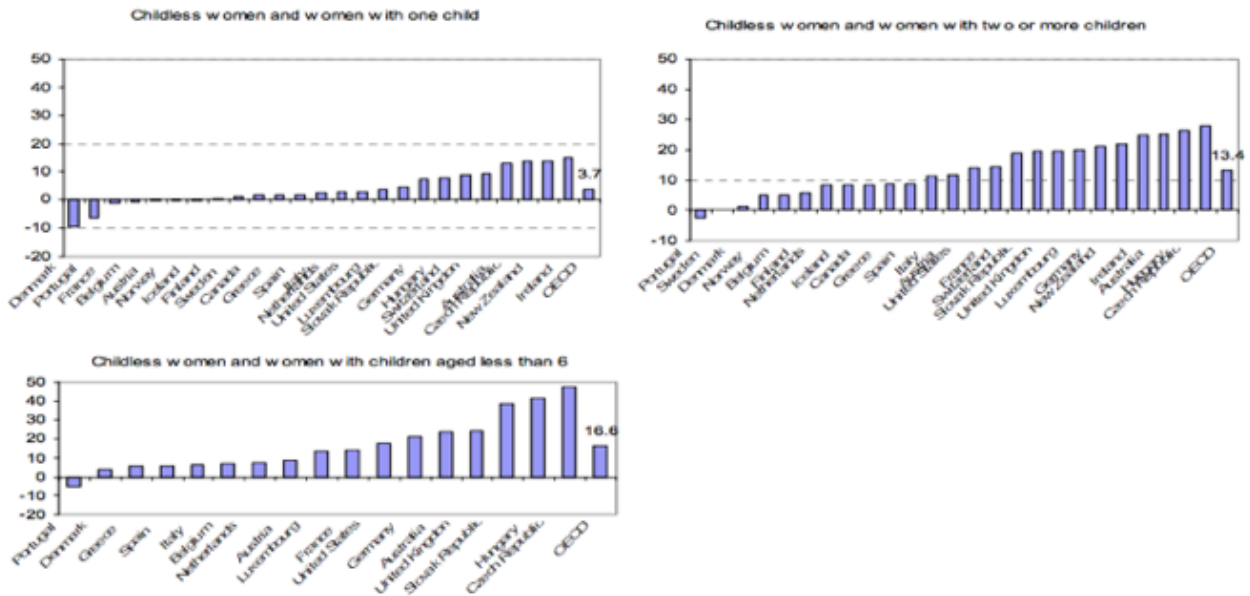 Childless women and women with one child
50
40
30
20
10
0
-10
-20
3.7
Denmark
Portugal
France
Belgium
Austria
Norway
Iceland
Finland
Sweden
Canada
Greece
Spain
Netherlands
United States
Luxembourg
Slovak Republic
Germany
Hungary
Switzerland
United Kingdom
Australia
Czech Republic
New Zealand
Ireland
OECD
Childless women and women with two or more children
50
40
30
20
10
0
-10
13.4
Portugal
Sweden
Denmark
Norway
Belgium
Finland
Netherlands
Iceland
Canada
Greece
Spain
Italy
United States
France
Switzerland
Slovak Republic
United Kingdon
Luxembourg
Germany
New Zealand
Ireland
Australia
Hungary
Czech Republic
OECD
Childless women and women with children aged less than 6
50
40
30
20
10
0
-10
-20
16.6
Portugal
Denmark
Greece
Spain
Italy
Belgium
Netherlands
Austria
Luxembourg
France
United States
Germany
Australia
United Kingdon
Slovak Republic
Hungary
Czech Republic
OECD